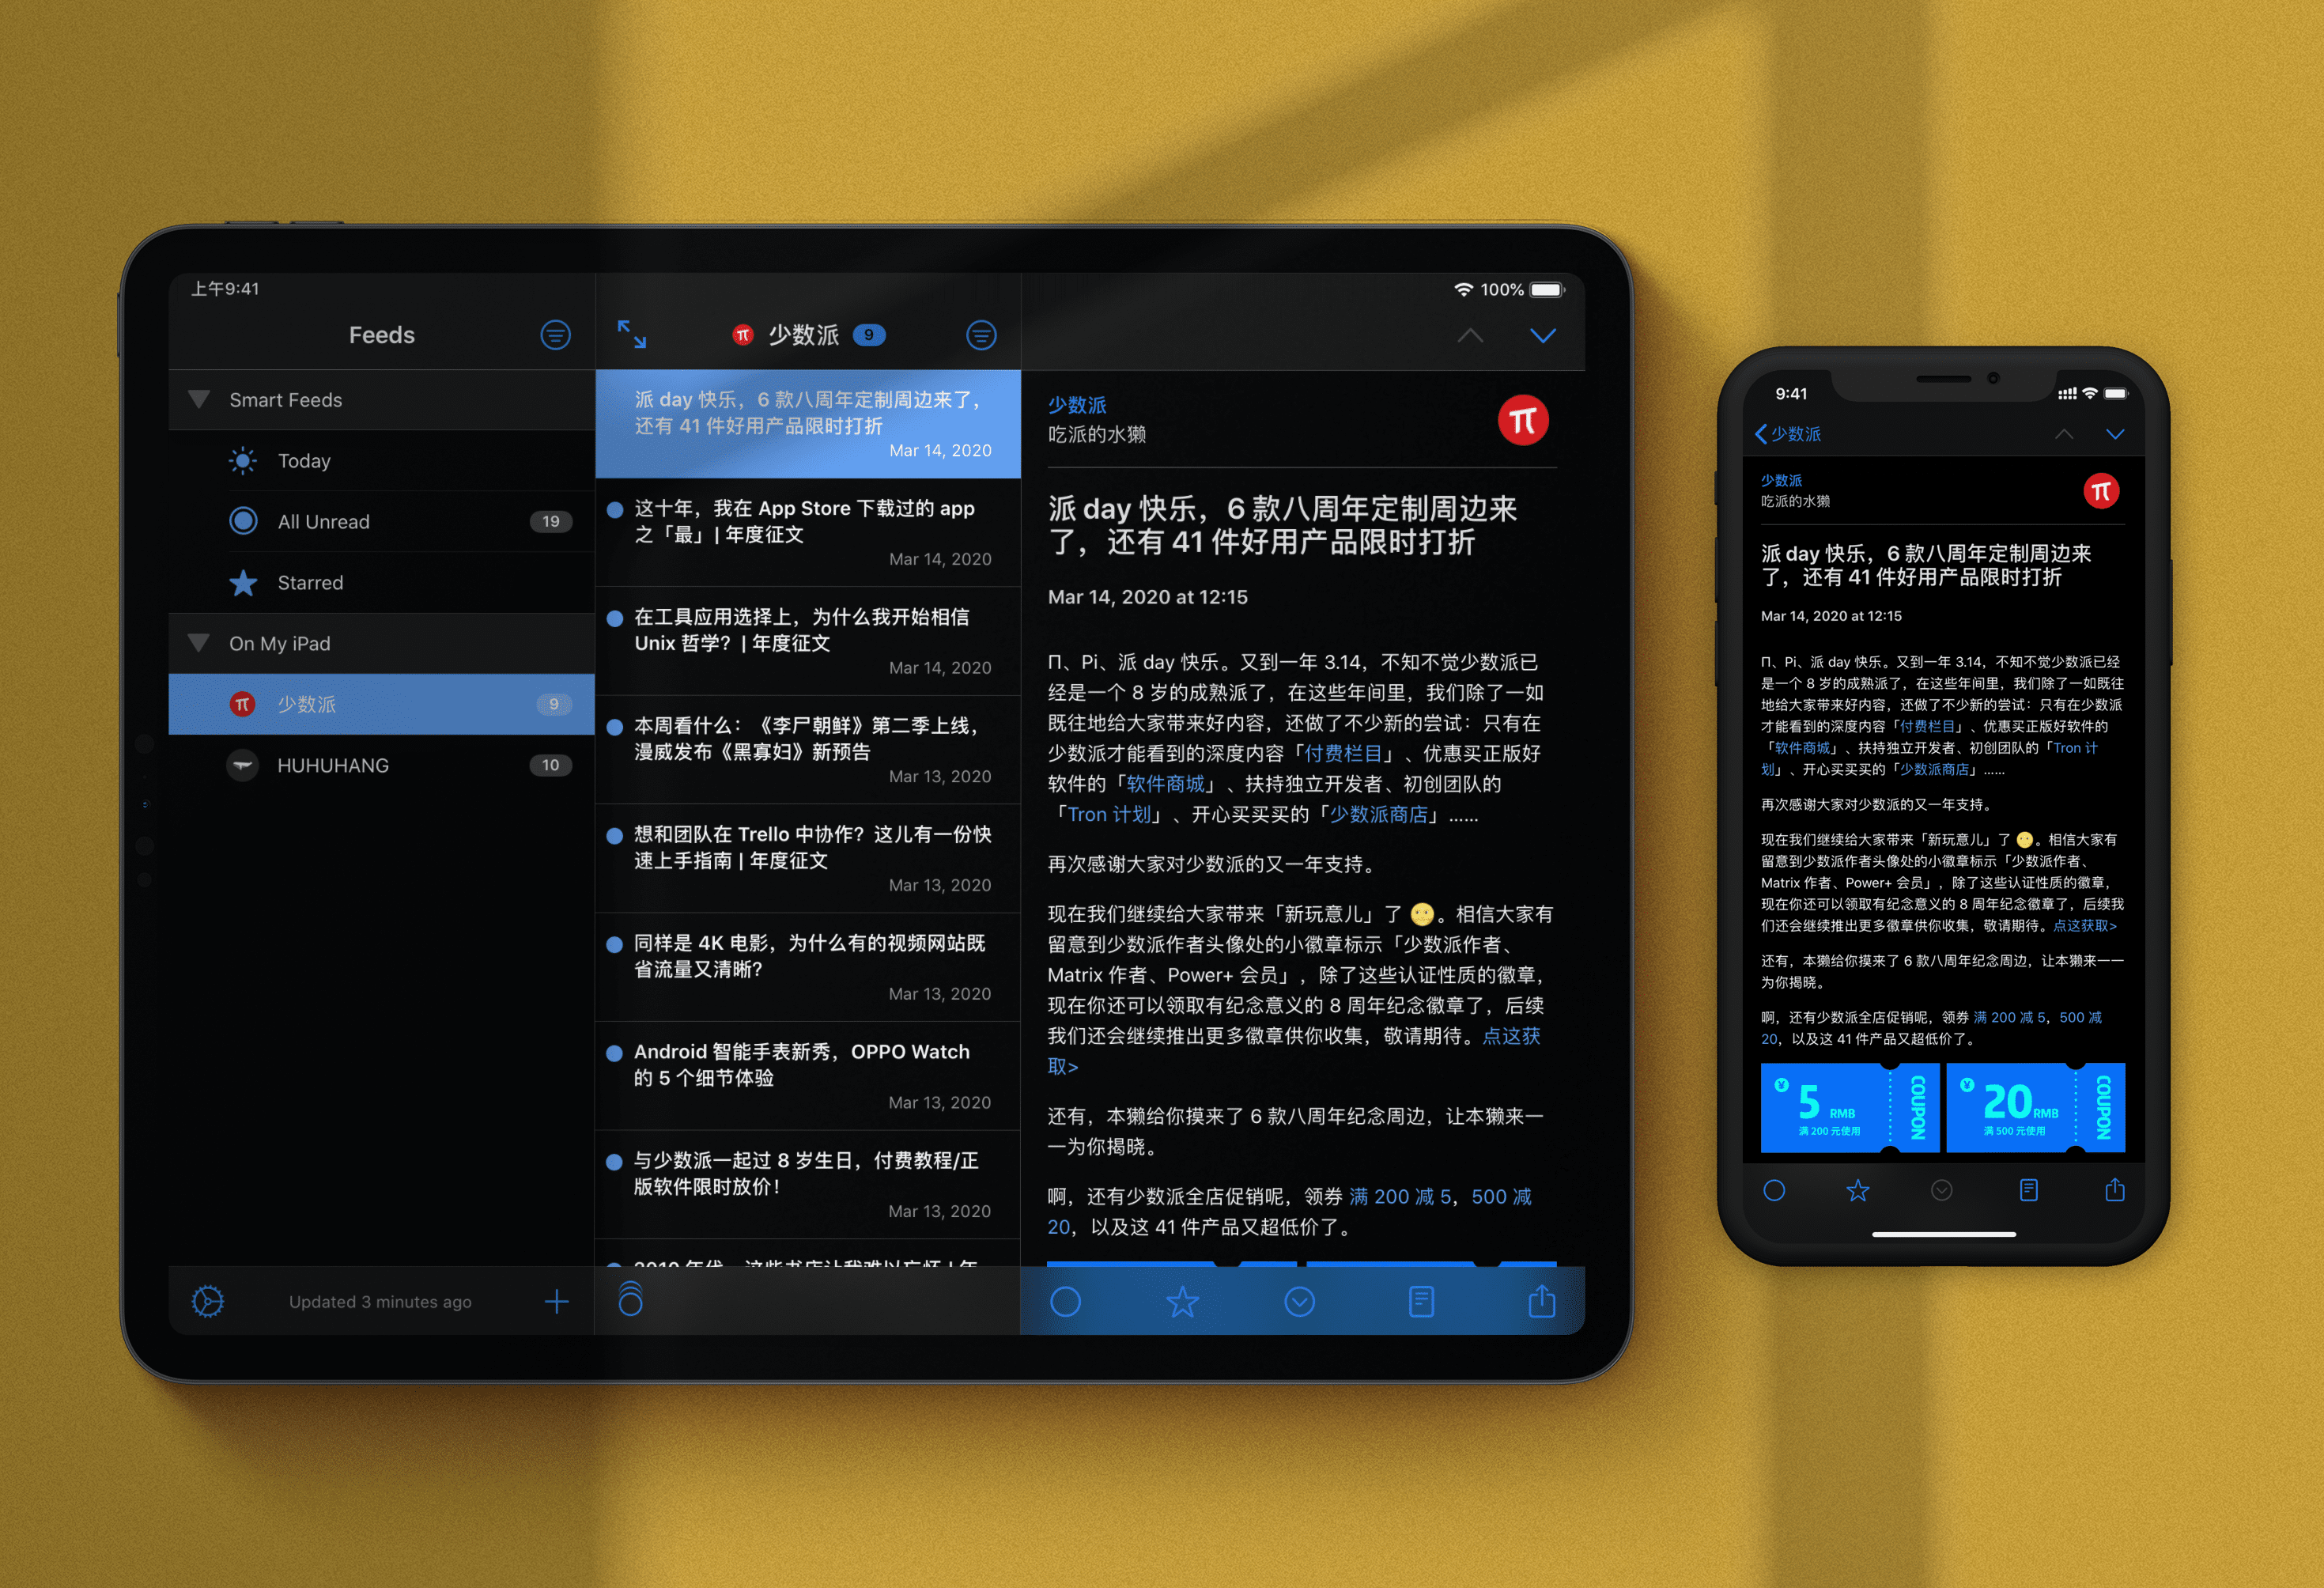 上午9:41
100%
Feeds
Smart Feeds
Today
All Unread
19
Starred
On My iPad
少数派
9
HUHUHANG
10
Updated 3 minutes ago
少数派
9
派 day 快乐，6 款八周年定制周边来了，
还有 41 件好用产品限时打折
Mar 14, 2020
这十年，我在 App Store 下载过的 app
之「最」| 年度征文
Mar 14, 2020
在工具应用选择上，为什么我开始相信
Unix 哲学？| 年度征文
Mar 14, 2020
本周看什么：《李尸朝鲜》第二季上线，
漫威发布《黑寡妇》新预告
Mar 13, 2020
想和团队在 Trello 中协作？这儿有一份快
速上手指南 | 年度征文
Mar 13, 2020
同样是 4K 电影，为什么有的视频网站既
省流量又清晰？
Mar 13, 2020
Android 智能手表新秀，OPPO Watch
的 5 个细节体验
Mar 13, 2020
与少数派一起过 8 岁生日，付费教程/正
版软件限时放价！
Mar 13, 2020
2010 年代，这些书店让我难以忘怀 | 年
少数派
吃派的水獭
派 day 快乐，6 款八周年定制周边来
了，还有 41 件好用产品限时打折
Mar 14, 2020 at 12:15
Π、Pi、派 day 快乐。又到一年 3.14，不知不觉少数派已
经是一个 8 岁的成熟派了，在这些年间里，我们除了一如
既往地给大家带来好内容，还做了不少新的尝试：只有在
少数派才能看到的深度内容「付费栏目」、优惠买正版好
软件的「软件商城」、扶持独立开发者、初创团队的
「Tron 计划」、开心买买买的「少数派商店」……
再次感谢大家对少数派的又一年支持。
现在我们继续给大家带来「新玩意儿」了 🌝。相信大家有
留意到少数派作者头像处的小徽章标示「少数派作者、
Matrix 作者、Power+ 会员」，除了这些认证性质的徽章，
现在你还可以领取有纪念意义的 8 周年纪念徽章了，后续
我们还会继续推出更多徽章供你收集，敬请期待。点这获
取>
还有，本獭给你摸来了 6 款八周年纪念周边，让本獭来一
一为你揭晓。
啊，还有少数派全店促销呢，领券 满 200 减 5，500 减
20，以及这 41 件产品又超低价了。
9:41
少数派
少数派
吃派的水獭
派 day 快乐，6 款八周年定制周边来
了，还有 41 件好用产品限时打折
Mar 14, 2020 at 12:15
Π、Pi、派 day 快乐。又到一年 3.14，不知不觉少数派已经
是一个 8 岁的成熟派了，在这些年间里，我们除了一如既往
地给大家带来好内容，还做了不少新的尝试：只有在少数派
才能看到的深度内容「付费栏目」、优惠买正版好软件的
「软件商城」、扶持独立开发者、初创团队的「Tron 计
划」、开心买买买的「少数派商店」……
再次感谢大家对少数派的又一年支持。
现在我们继续给大家带来「新玩意儿」了 🌝。相信大家有
留意到少数派作者头像处的小徽章标示「少数派作者、
Matrix 作者、Power+ 会员」，除了这些认证性质的徽章，
现在你还可以领取有纪念意义的 8 周年纪念徽章了，后续我
们还会继续推出更多徽章供你收集，敬请期待。点这获取>
还有，本獭给你摸来了 6 款八周年纪念周边，让本獭来一一
为你揭晓。
啊，还有少数派全店促销呢，领券 满 200 减 5，500 减
20，以及这 41 件产品又超低价了。
¥ 5 RMB
满 200 元使用
COUPON
¥ 20 RMB
满 500 元使用
COUPON